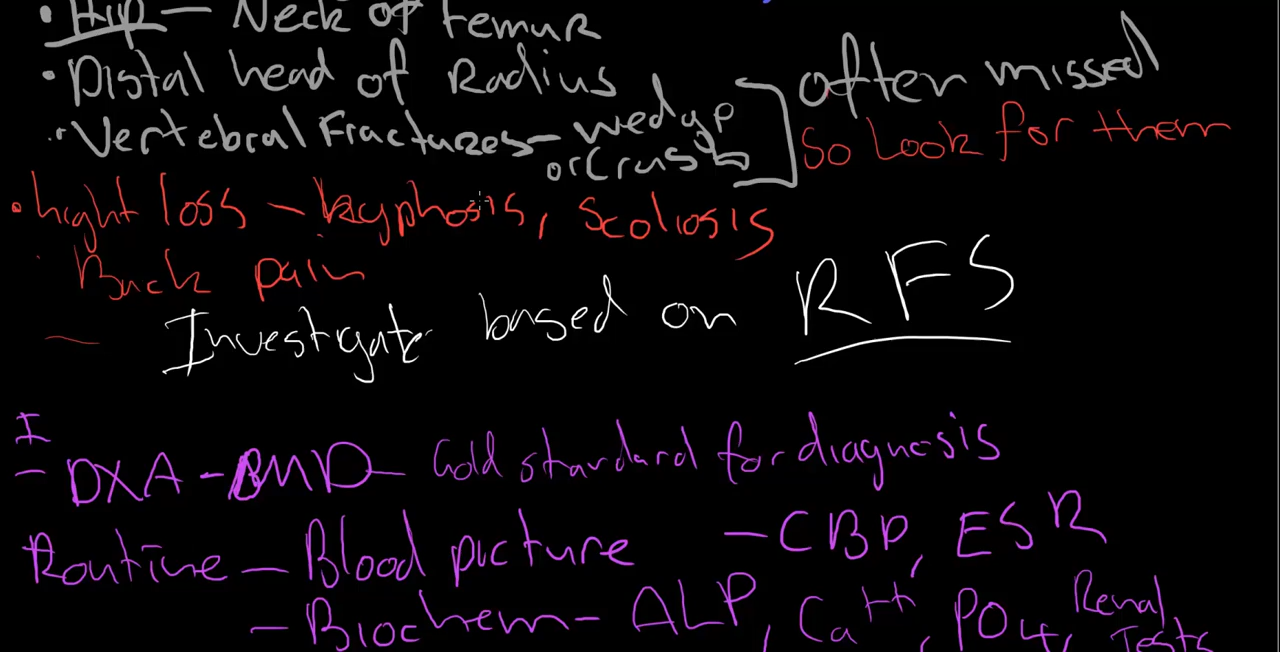 • Hip — Neck of femur
• Distal head of Radius
• Vertebral Fractures – wedge
or Crush
often missed
So Look for them
• hight loss – kyphosis, Scoliosis
Back pain
Investigate based on RFS
I
– DXA - BMD – Gold standard for diagnosis
Routine – Blood picture – CBP, ESR
– Biochem – ALP, Ca++, PO4, Renal
Tests